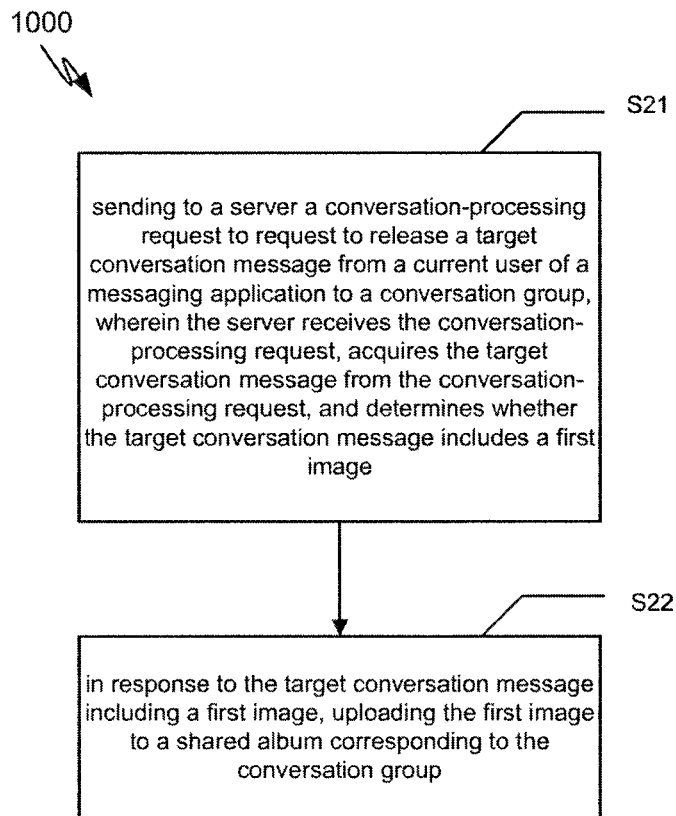 1000
S21
sending to a server a conversation-processing
request to request to release a target
conversation message from a current user of a
messaging application to a conversation group,
wherein the server receives the conversation-
processing request, acquires the target
conversation message from the conversation-
processing request, and determines whether
the target conversation message includes a first
image
S22
in response to the target conversation message
including a first image, uploading the first image
to a shared album corresponding to the
conversation group